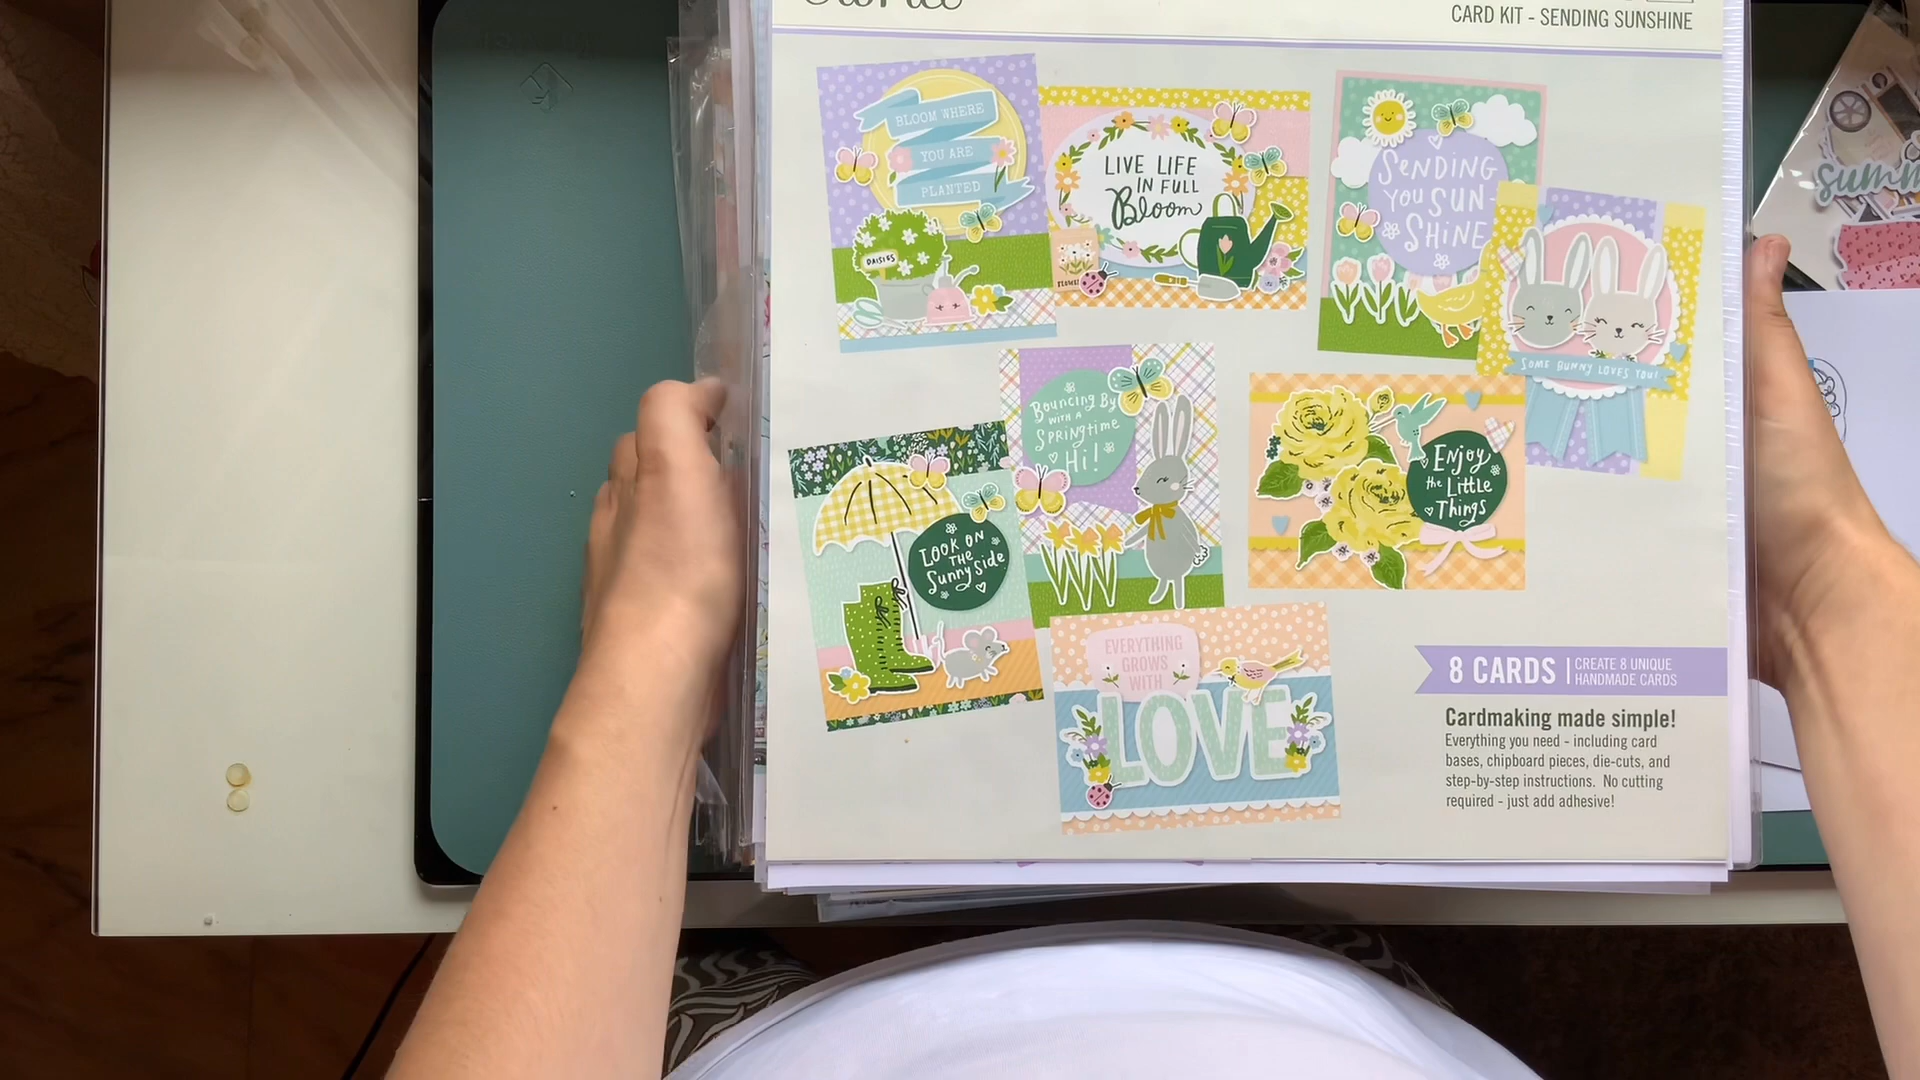 CARD KIT - SENDING SUNSHINE
BLOOM WHERE
YOU ARE
PLANTED
DAISIES
LIVE LIFE
IN FULL
Bloom
SENDING
YOU SUN-
SHINE
SOME BUNNY LOVES YOU!
Bouncing By
WITH A
SPRINGTIME
Hi!
LOOK ON
THE
Sunny side
ENJOY
the LITTLE
THINGS
EVERYTHING
GROWS
WITH
LOVE
8 CARDS | CREATE 8 UNIQUE
HANDMADE CARDS
Cardmaking made simple!
Everything you need - including card
bases, chipboard pieces, die-cuts, and
step-by-step instructions. No cutting
required - just add adhesive!